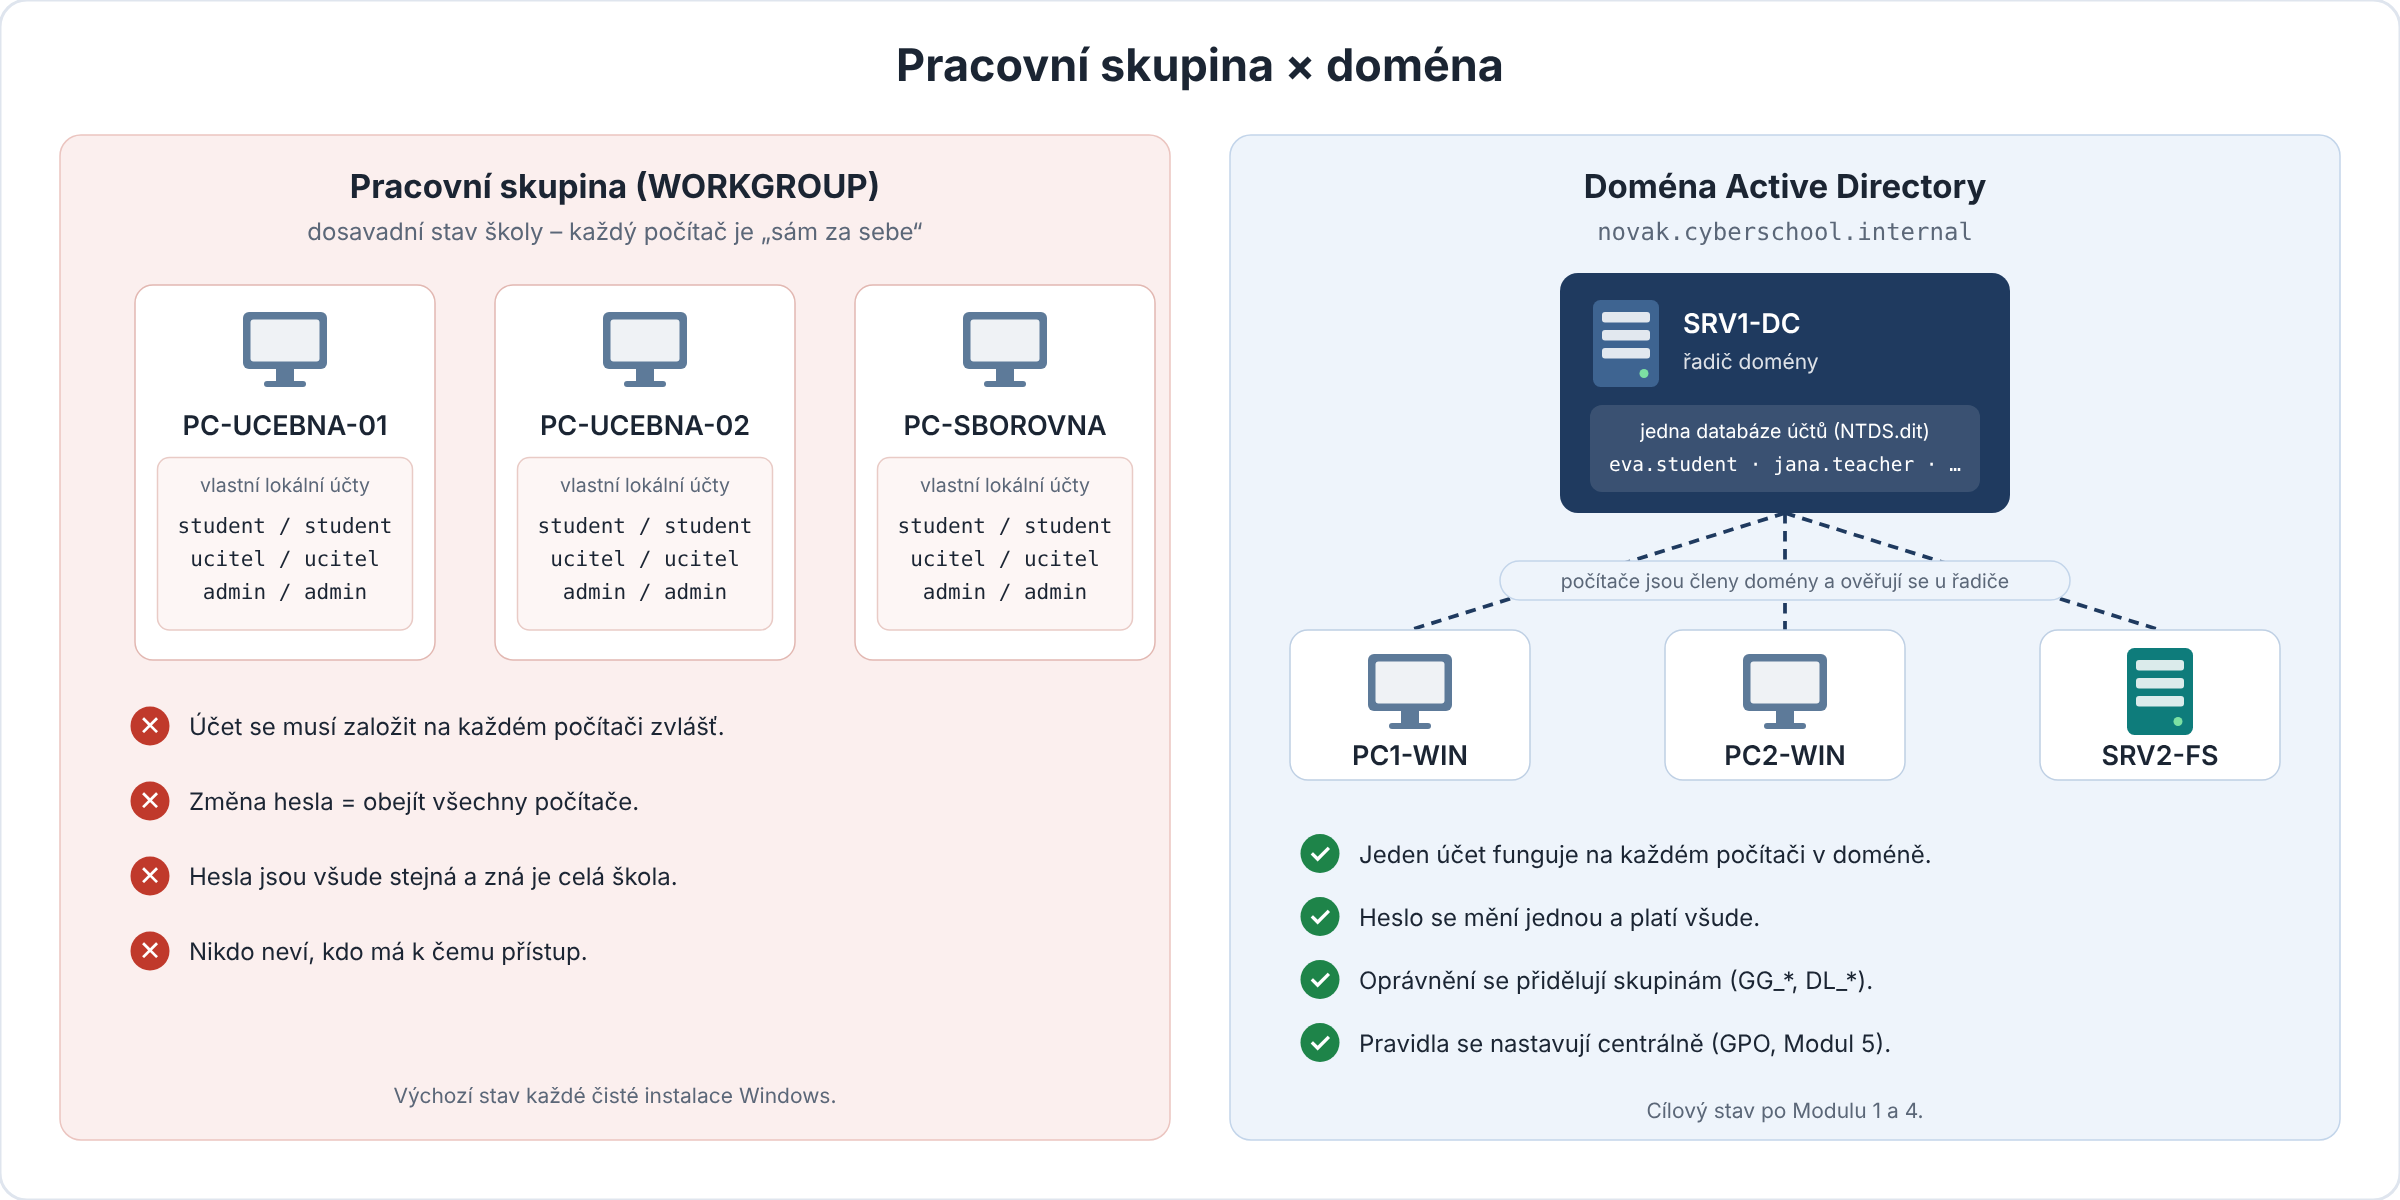 Pracovní skupina × doména
Pracovní skupina (WORKGROUP)
dosavadní stav školy – každý počítač je „sám za sebe“
PC-UCEBNA-01
vlastní lokální účty
student / student
ucitel / ucitel
admin / admin
PC-UCEBNA-02
vlastní lokální účty
student / student
ucitel / ucitel
admin / admin
PC-SBOROVNA
vlastní lokální účty
student / student
ucitel / ucitel
admin / admin
Účet se musí založit na každém počítači zvlášť.
Změna hesla = obejít všechny počítače.
Hesla jsou všude stejná a zná je celá škola.
Nikdo neví, kdo má k čemu přístup.
Výchozí stav každé čisté instalace Windows.
Doména Active Directory
novak.cyberschool.internal
SRV1-DC
řadič domény
jedna databáze účtů (NTDS.dit)
eva.student · jana.teacher · …
počítače jsou členy domény a ověřují se u řadiče
PC1-WIN
PC2-WIN
SRV2-FS
Jeden účet funguje na každém počítači v doméně.
Heslo se mění jednou a platí všude.
Oprávnění se přidělují skupinám (GG_*, DL_*).
Pravidla se nastavují centrálně (GPO, Modul 5).
Cílový stav po Modulu 1 a 4.